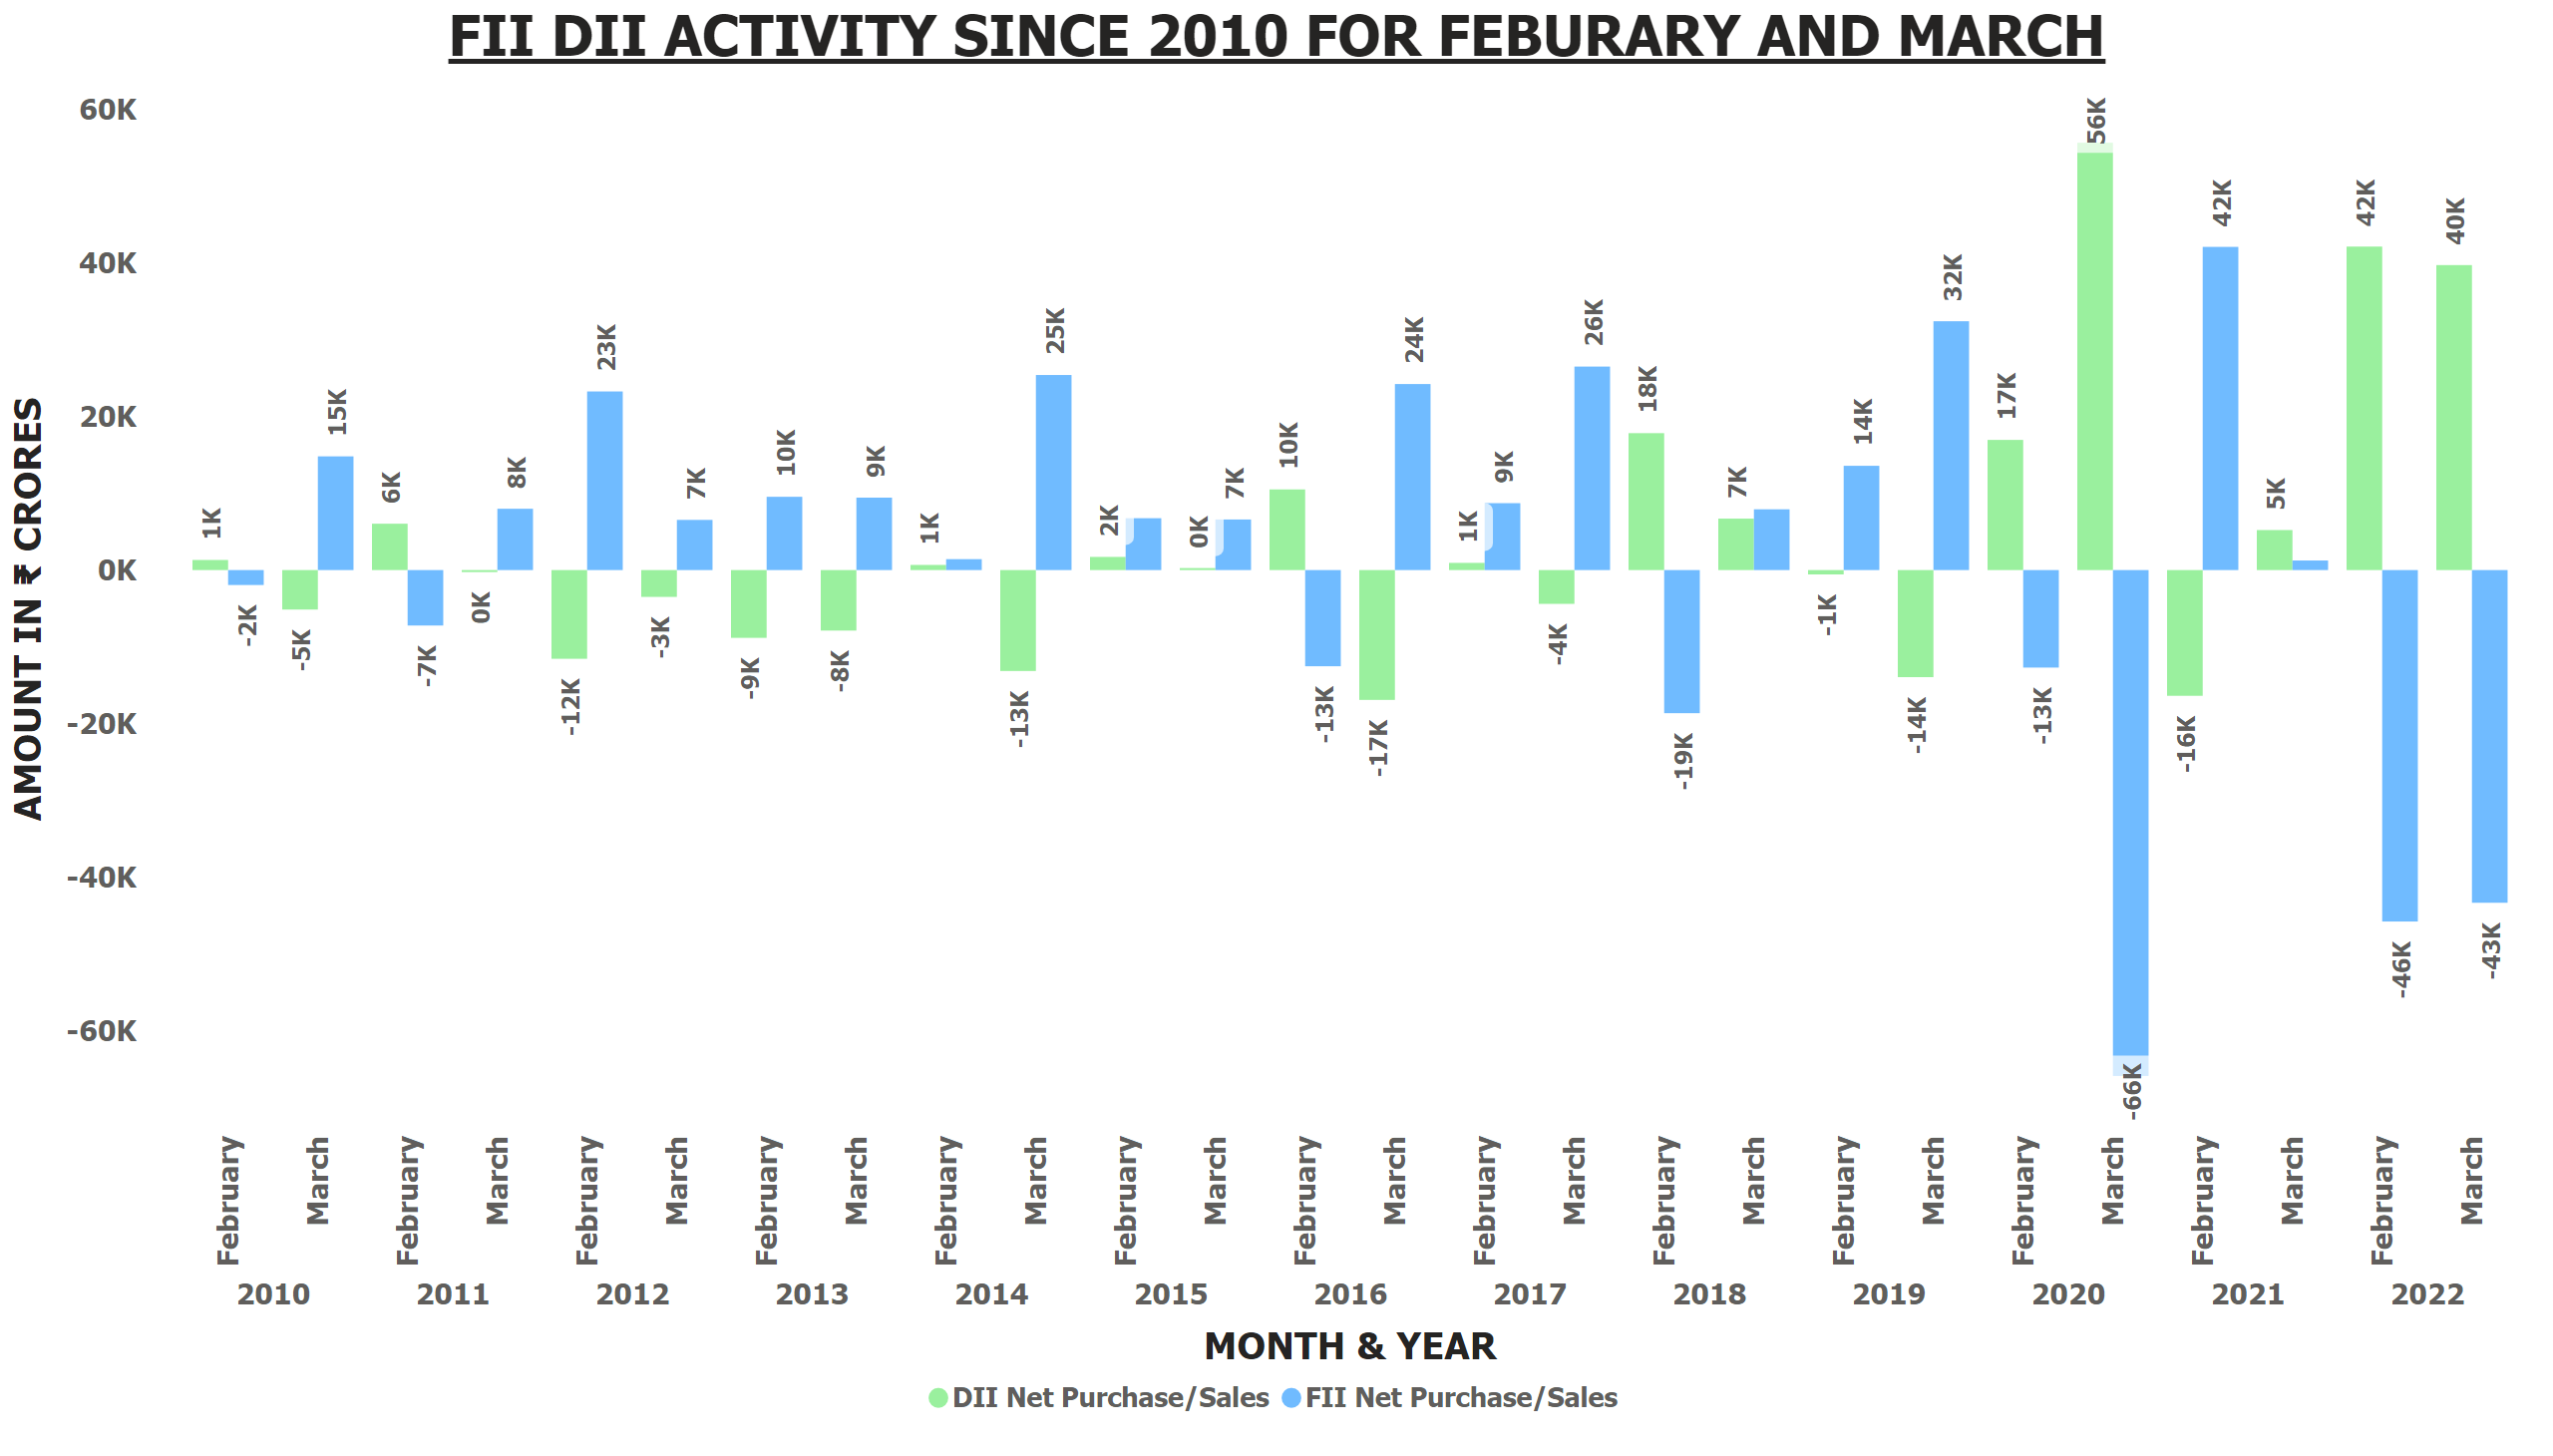 FII DII ACTIVITY SINCE 2010 FOR FEBURARY AND MARCH
AMOUNT IN ₹ CRORES
60K
40K
20K
0K
-20K
-40K
-60K
1K
-2K
-5K
15K
6K
-7K
0K
8K
-12K
23K
-3K
7K
-9K
10K
-8K
9K
1K
-13K
25K
2K
0K
7K
10K
-13K
-17K
24K
1K
9K
-4K
26K
18K
-19K
7K
-1K
14K
-14K
32K
17K
-13K
56K
-66K
-16K
42K
5K
42K
-46K
40K
-43K
February March February March February March February March February March February March February March February March February March February March February March February March February March
2010 2011 2012 2013 2014 2015 2016 2017 2018 2019 2020 2021 2022
MONTH & YEAR
DII Net Purchase/Sales FII Net Purchase/Sales